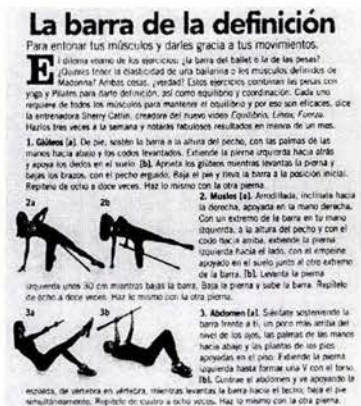 La barra de la definición
Para entonar tus músculos y darles gracia a tus movimientos.
El dilema eterno de los ejercicios: ¿la barra del ballet o la de las pesas?
¿Quieres tener la elasticidad de una bailarina o los músculos definidos de
Madonna? Ambas cosas, ¿verdad? Estos ejercicios combinan las pesas con
yoga y Pilates para darte definición, así como equilibrio y coordinación. Cada uno
requiere de todos los músculos para mantener el equilibrio y por eso son eficaces, dice
la entrenadora Sherry Catlin, creadora del nuevo video Equilibrio, Línea, Fuerza.
Hazlos tres veces a la semana y notarás fabulosos resultados en menos de un mes.
1. Glúteos [a]. De pie, sostén la barra a la altura del pecho, con las palmas de las
manos hacia abajo y los codos levantados. Extiende la pierna izquierda hacia atrás
y apoya los dedos en el suelo. [b]. Aprieta los glúteos mientras levantas la pierna y
bajas los brazos, con el pecho erguido. Baja el pie y lleva la barra a la posición inicial.
Repítelo de ocho a doce veces. Haz lo mismo con la otra pierna.
2a 2b
2. Muslos [a]. Arrodillada, inclínate hacia
la derecha, apoyada en la mano derecha.
Con un extremo de la barra en tu mano
izquierda, a la altura del pecho y con el
codo hacia arriba, extiende la pierna
izquierda hacia el lado, con el empeine
apoyado en el suelo junto al otro extremo
de la barra. [b]. Levanta la pierna
izquierda unos 30 cm mientras bajas la barra. Baja la pierna y sube la barra. Repítelo
de ocho a doce veces. Haz lo mismo con la otra pierna.
3a 3b
3. Abdomen [a]. Siéntate sosteniendo la
barra frente a ti, un poco más arriba del
nivel de los ojos, las palmas de las manos
hacia abajo y las plantas de los pies
apoyadas en el piso. Extiende la pierna
izquierda hasta formar una V con el torso.
[b]. Contrae el abdomen y ve apoyando la
espalda, de vértebra en vértebra, mientras levantas la barra hacia el techo; baja el pie
simultáneamente. Repítelo de cuatro a ocho veces. Haz lo mismo con la otra pierna.